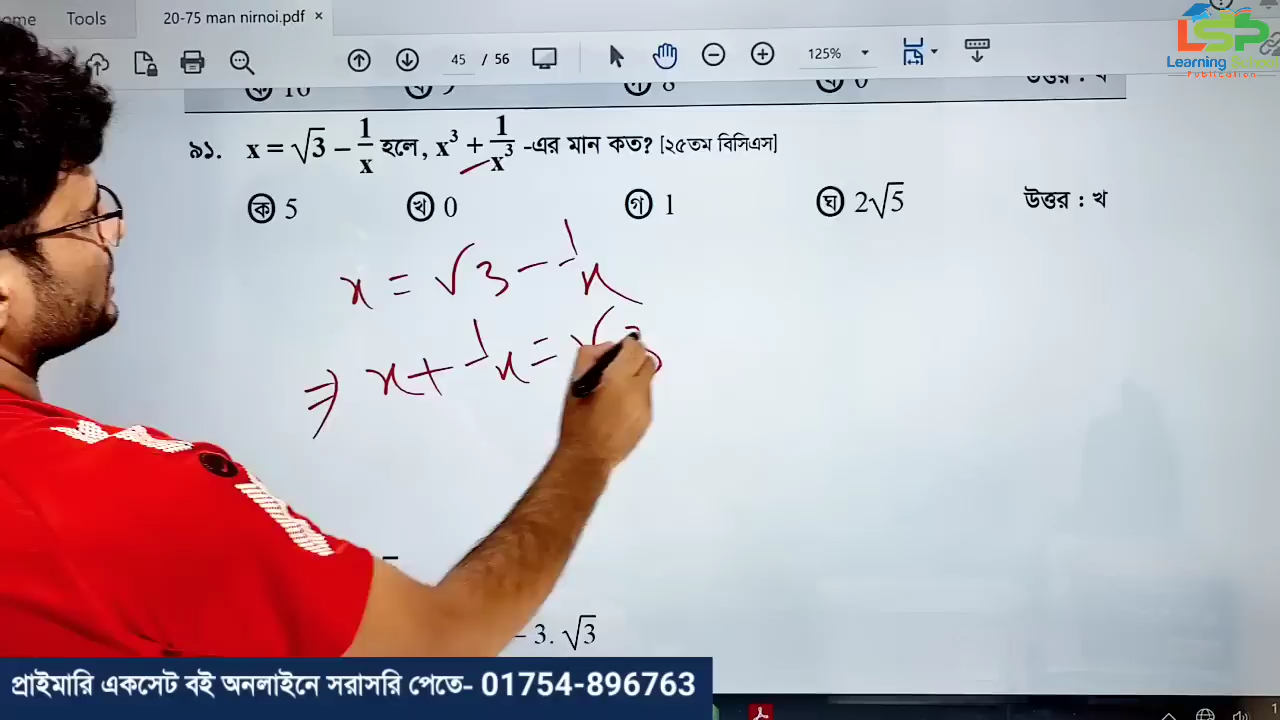 Tools
20-75 man nirnoi.pdf ×
LSP
Learning
Publication
45 / 56
125%
৯১. x = √3 − 1/x হলে, x³ + 1/x³ -এর মান কত? [২৫তম বিসিএস]
ক 5 খ 0 গ 1 ঘ 2√5 উত্তর : খ
x = √3 − 1/x
⇒ x + 1/x = √3
− 3. √3
প্রাইমারি একসেট বই অনলাইনে সরাসরি পেতে- 01754-896763